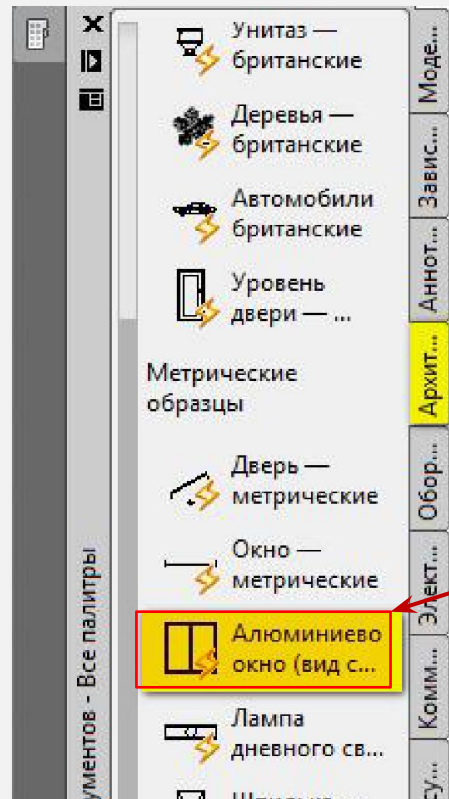 Унитаз —
британские
Деревья —
британские
Автомобили
британские
Уровень
двери — ...
Метрические
образцы
Дверь —
метрические
Окно —
метрические
Алюминиево
окно (вид с...
Лампа
дневного св...
Моде...
Завис...
Аннот...
Архит...
Обор...
Элект...
Комм...
ументов - Все палитры